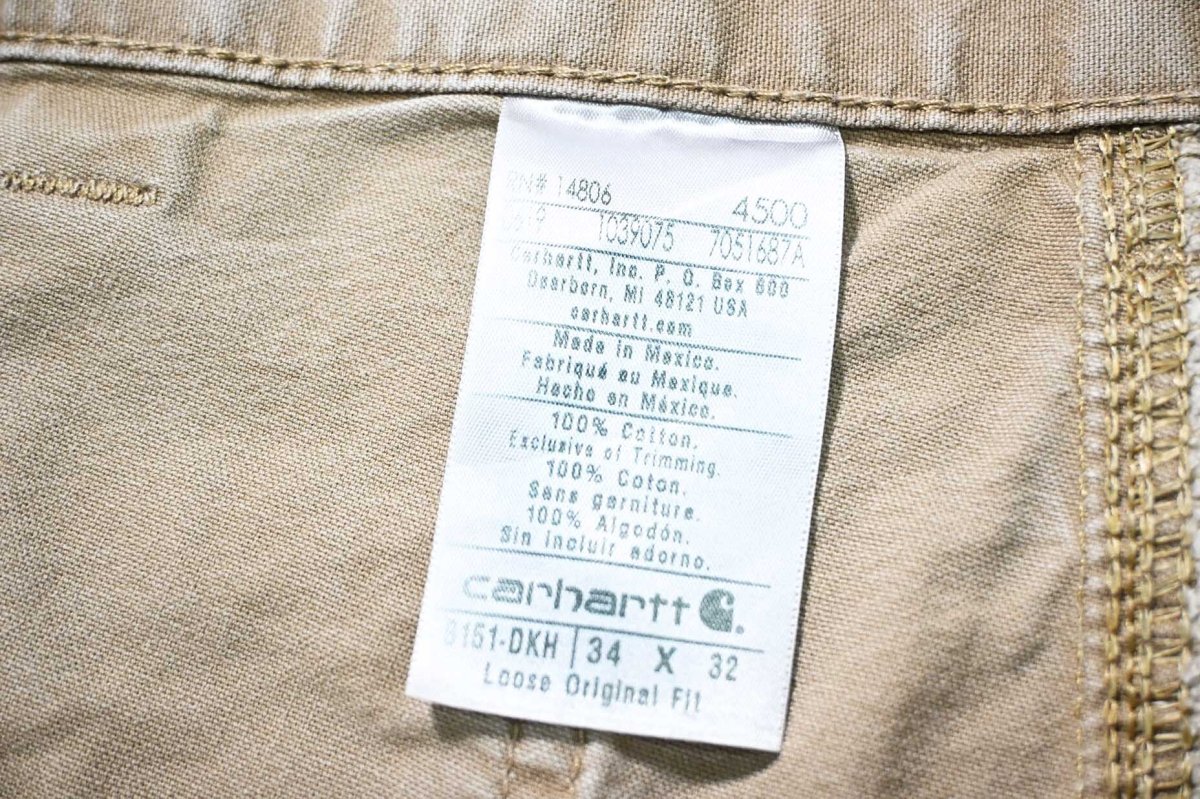 RN# 14806 4500
1039075 7051687A
Carhartt, Inc. P. O. Box 600
Dearborn, MI 48121 USA
carhartt.com
Made in Mexico.
Fabriqué au Mexique.
Hecho en México.
100% Cotton.
Exclusive of Trimming.
100% Coton.
Sans garniture.
100% Algodón.
Sin incluir adorno.
carhartt
B151-DKH 34 X 32
Loose Original Fit